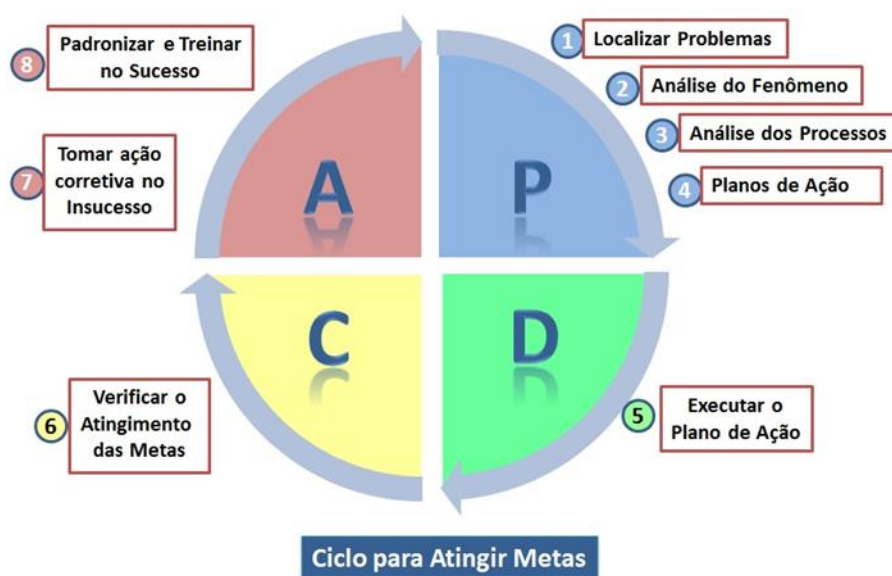 1
Localizar Problemas
2
Análise do Fenômeno
3
Análise dos Processos
4
Planos de Ação
5
Executar o
Plano de Ação
6
Verificar o
Atingimento
das Metas
7
Tomar ação
corretiva no
Insucesso
8
Padronizar e Treinar
no Sucesso
A
P
C
D
Ciclo para Atingir Metas